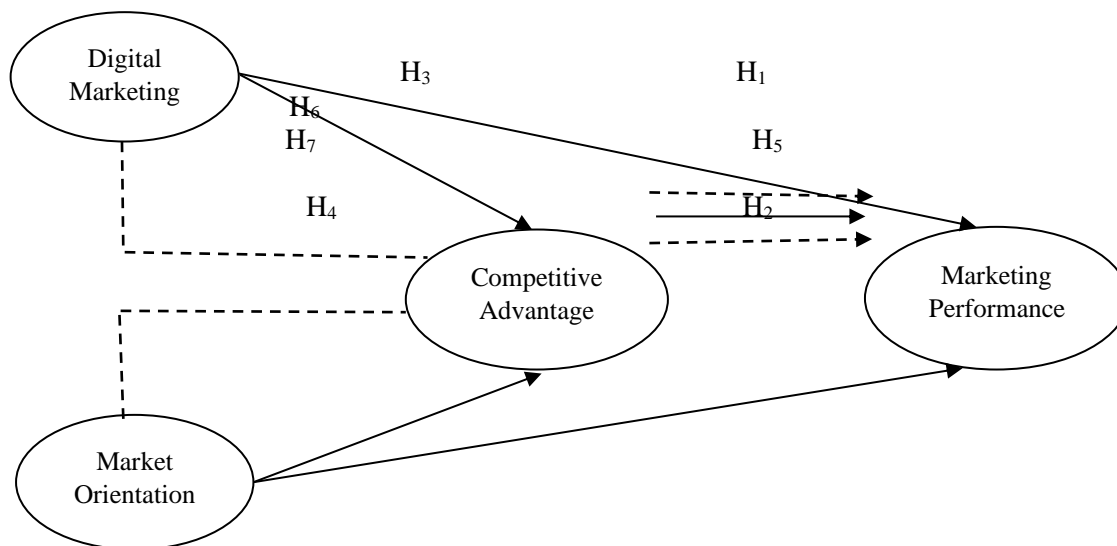 Digital
Marketing
H₃
H₁
H₆
H₇
H₅
H₄
H₂
Competitive
Advantage
Marketing
Performance
Market
Orientation